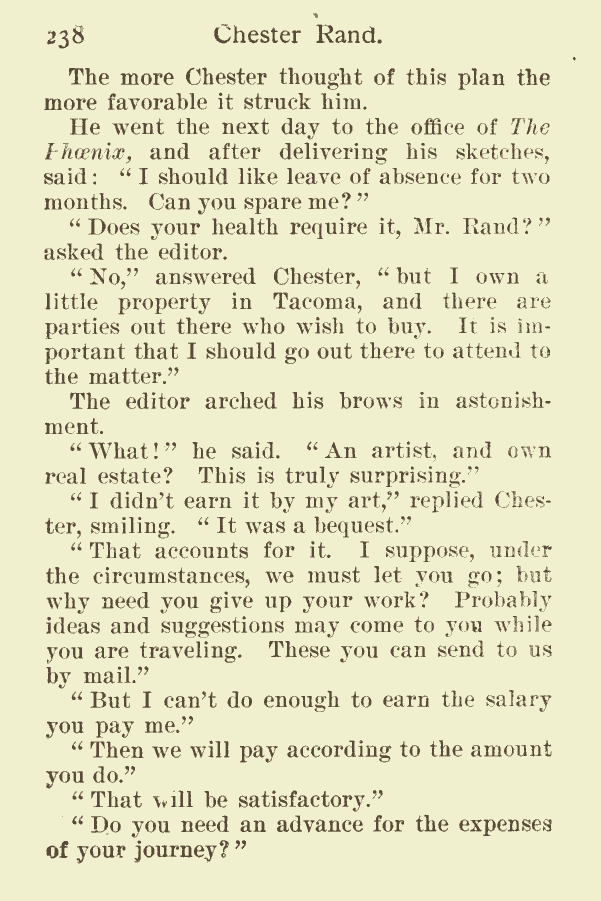 238 Chester Rand.
The more Chester thought of this plan the
more favorable it struck him.
He went the next day to the office of The
Phœnix, and after delivering his sketches,
said: “ I should like leave of absence for two
months. Can you spare me? ”
“ Does your health require it, Mr. Rand? ”
asked the editor.
“ No,” answered Chester, “ but I own a
little property in Tacoma, and there are
parties out there who wish to buy. It is im-
portant that I should go out there to attend to
the matter.”
The editor arched his brows in astonish-
ment.
“ What! ” he said. “ An artist, and own
real estate? This is truly surprising.”
“ I didn’t earn it by my art,” replied Ches-
ter, smiling. “ It was a bequest.”
“ That accounts for it. I suppose, under
the circumstances, we must let you go; but
why need you give up your work? Probably
ideas and suggestions may come to you while
you are traveling. These you can send to us
by mail.”
“ But I can’t do enough to earn the salary
you pay me.”
“ Then we will pay according to the amount
you do.”
“ That will be satisfactory.”
“ Do you need an advance for the expenses
of your journey? ”